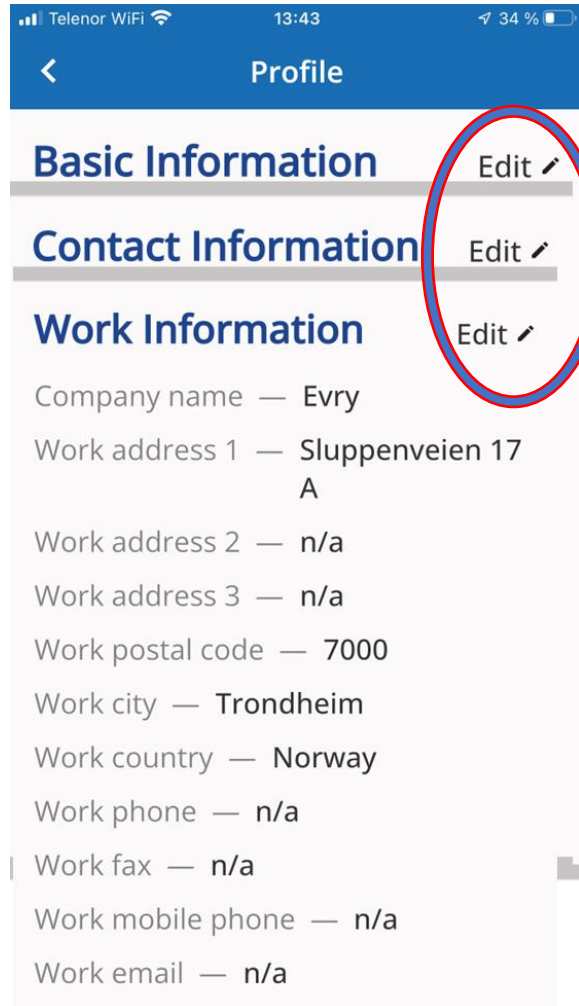 Telenor WiFi 13:43 34 %
Profile
Basic Information Edit
Contact Information Edit
Work Information Edit
Company name — Evry
Work address 1 — Sluppenveien 17
A
Work address 2 — n/a
Work address 3 — n/a
Work postal code — 7000
Work city — Trondheim
Work country — Norway
Work phone — n/a
Work fax — n/a
Work mobile phone — n/a
Work email — n/a